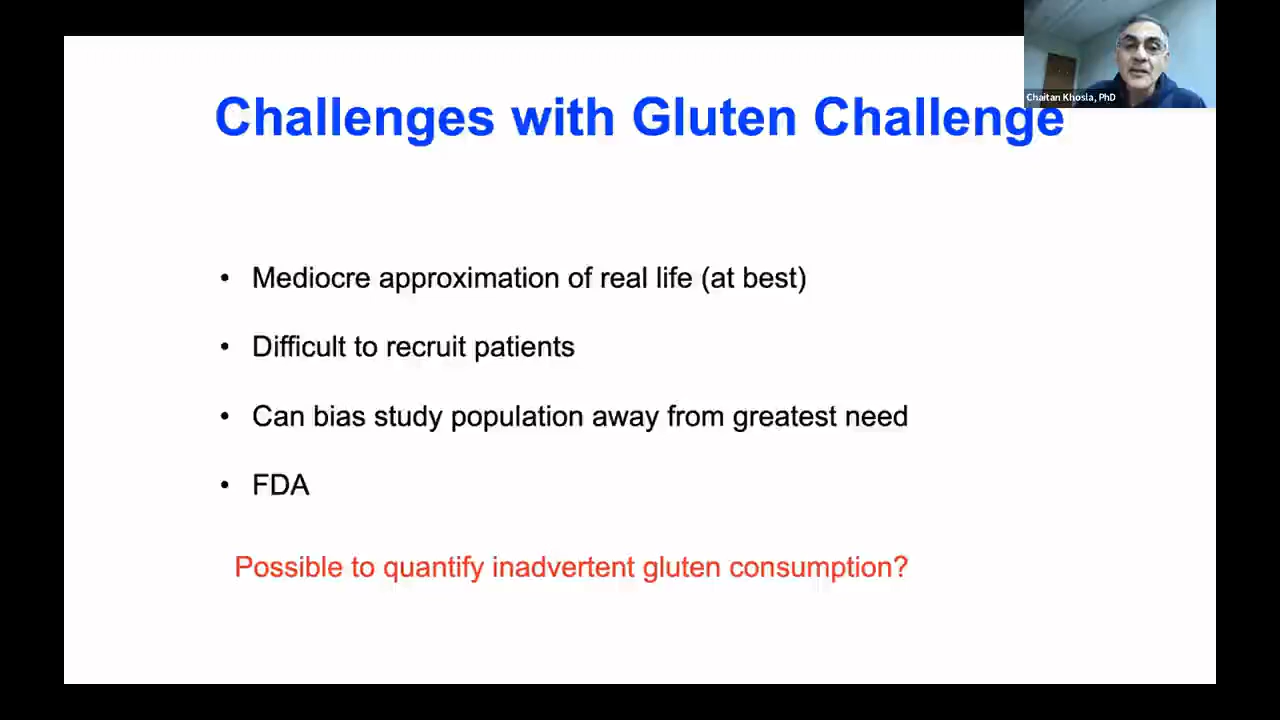 Chaitan Khosla, PhD
Challenges with Gluten Challenge
• Mediocre approximation of real life (at best)
• Difficult to recruit patients
• Can bias study population away from greatest need
• FDA
Possible to quantify inadvertent gluten consumption?